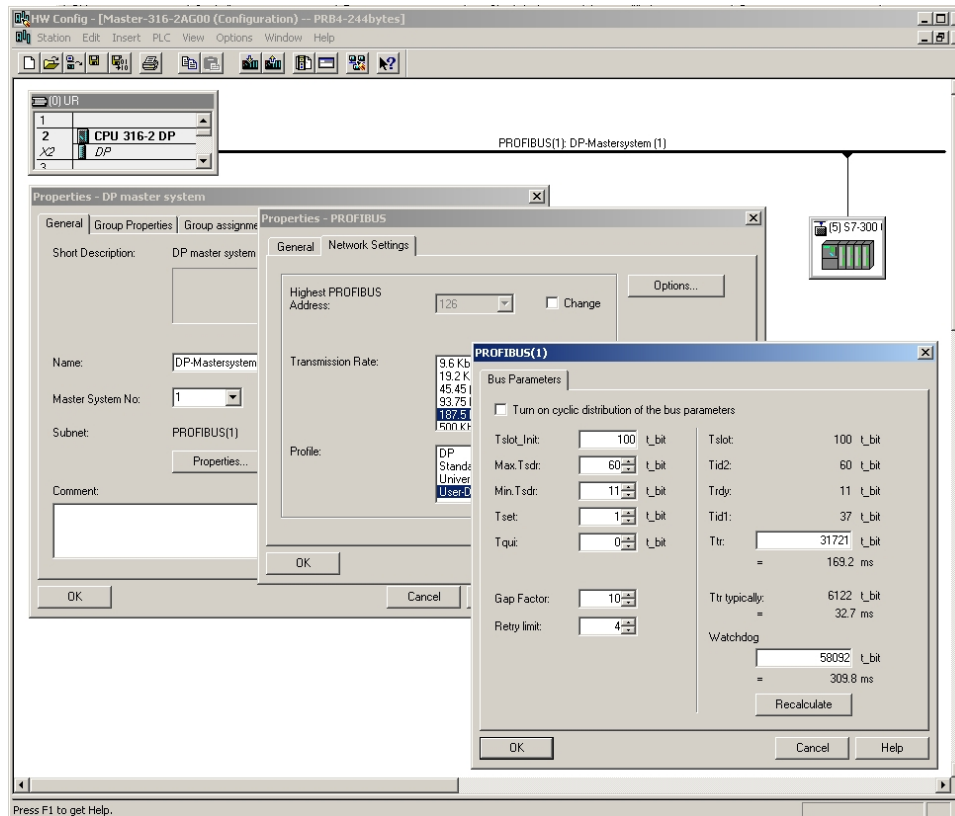 HW Config - [Master-316-2AG00 (Configuration) -- PRB4-244bytes]
Station Edit Insert PLC View Options Window Help
(0) UR
1
2 CPU 316-2 DP
X2 DP
3
PROFIBUS(1): DP-Mastersystem (1)
(5) S7-300
Properties - DP master system
General Group Properties Group assignme
Short Description: DP master system
Name: DP-Mastersystem
Master System No: 1
Subnet: PROFIBUS(1)
Properties...
Comment:
OK Cancel
Properties - PROFIBUS
General Network Settings
Highest PROFIBUS
Address: 126 Change
Options...
Transmission Rate: 9.6 Kb
19.2 K
45.45
93.75
187.5
500 K
Profile: DP
Standa
Univer
User-D
OK
PROFIBUS(1)
Bus Parameters
Turn on cyclic distribution of the bus parameters
Tslot_Init: 100 t_bit Tslot: 100 t_bit
Max.Tsdr: 60 t_bit Tid2: 60 t_bit
Min.Tsdr: 11 t_bit Trdy: 11 t_bit
Tset: 1 t_bit Tid1: 37 t_bit
Tqui: 0 t_bit Ttr: 31721 t_bit
= 169.2 ms
Gap Factor: 10 Ttr typically: 6122 t_bit
= 32.7 ms
Retry limit: 4
Watchdog
58092 t_bit
= 309.8 ms
Recalculate
OK Cancel Help
Press F1 to get Help.